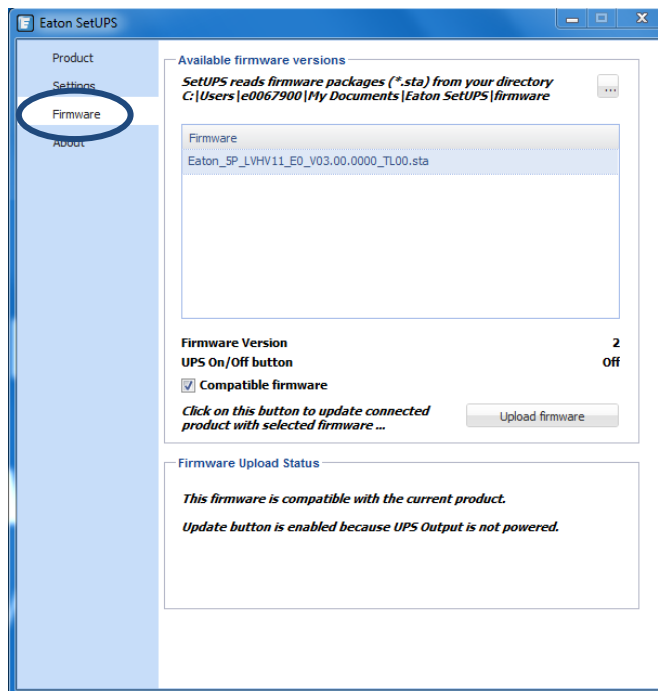 Eaton SetUPS
Product
Settings
Firmware
About
Available firmware versions
SetUPS reads firmware packages (*.sta) from your directory
C:|Users|e0067900|My Documents|Eaton SetUPS|firmware
...
Firmware
Eaton_5P_LVHV11_E0_V03.00.0000_TL00.sta
Firmware Version 2
UPS On/Off button Off
Compatible firmware
Click on this button to update connected
product with selected firmware ...
Upload firmware
Firmware Upload Status
This firmware is compatible with the current product.
Update button is enabled because UPS Output is not powered.